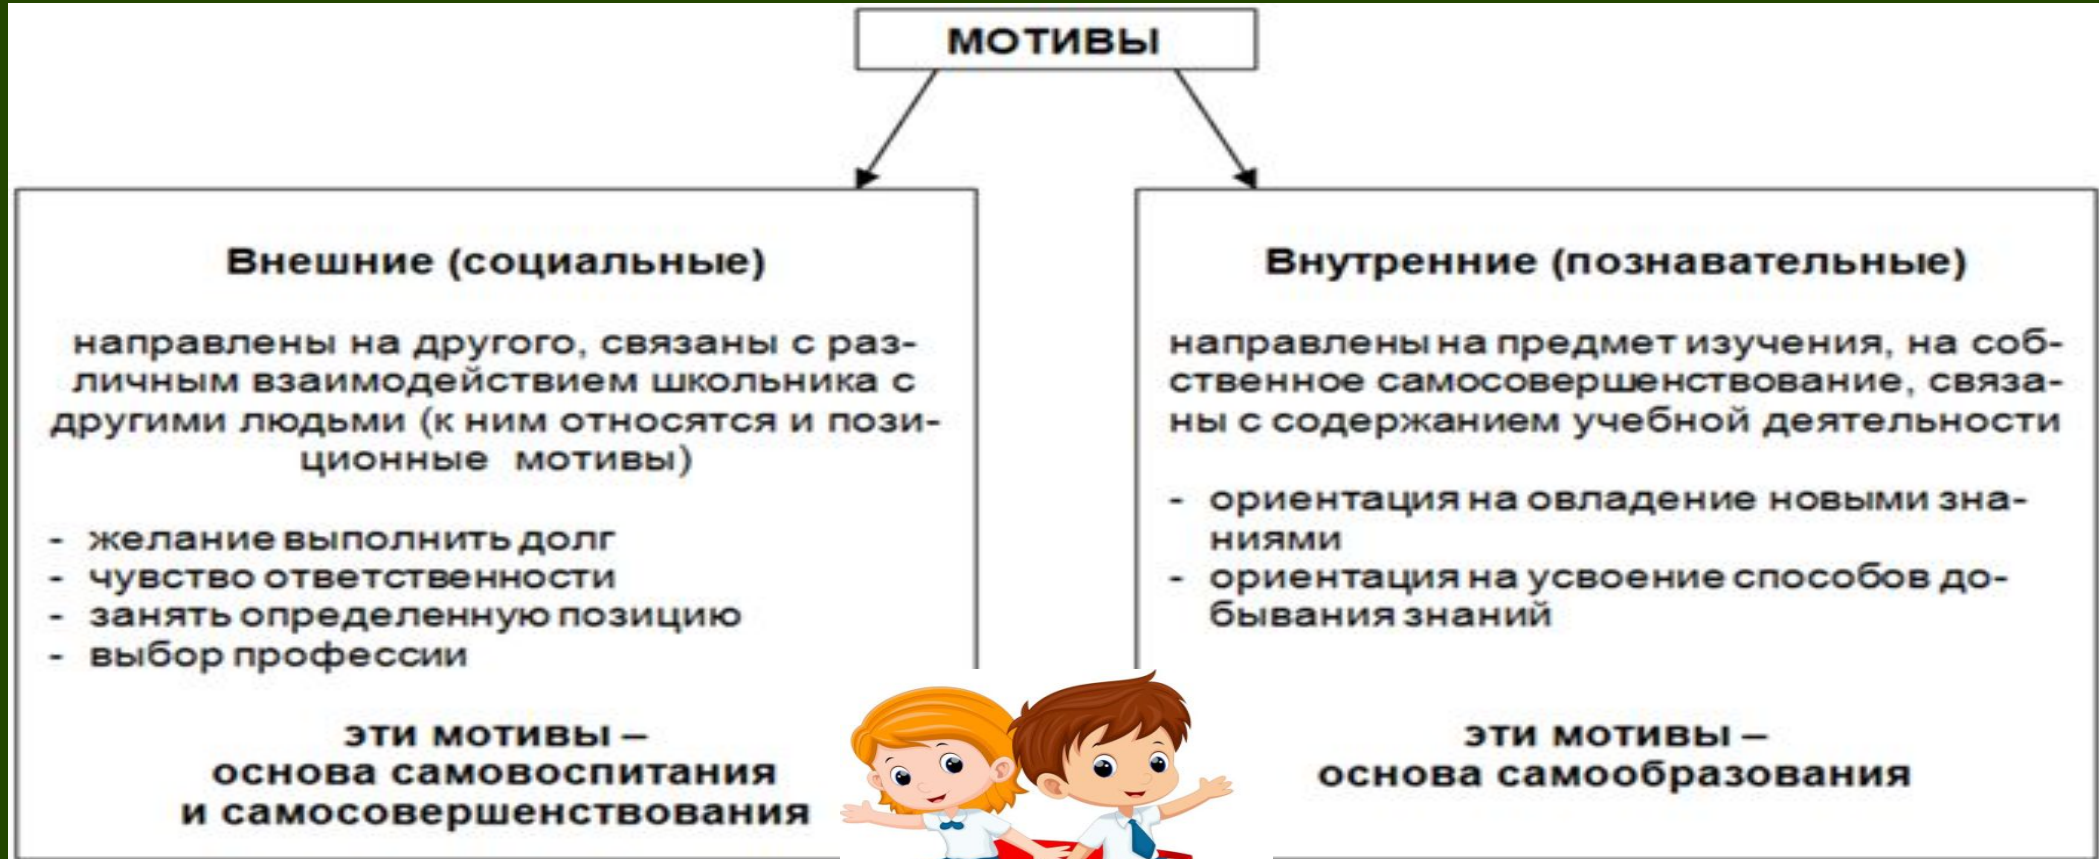 МОТИВЫ
Внешние (социальные)
направлены на другого, связаны с раз-
личным взаимодействием школьника с
другими людьми (к ним относятся и пози-
ционные мотивы)
- желание выполнить долг
- чувство ответственности
- занять определенную позицию
- выбор профессии
эти мотивы –
основа самовоспитания
и самосовершенствования
Внутренние (познавательные)
направлены на предмет изучения, на соб-
ственное самосовершенствование, связа-
ны с содержанием учебной деятельности
- ориентация на овладение новыми зна-
ниями
- ориентация на усвоение способов до-
бывания знаний
эти мотивы –
основа самообразования